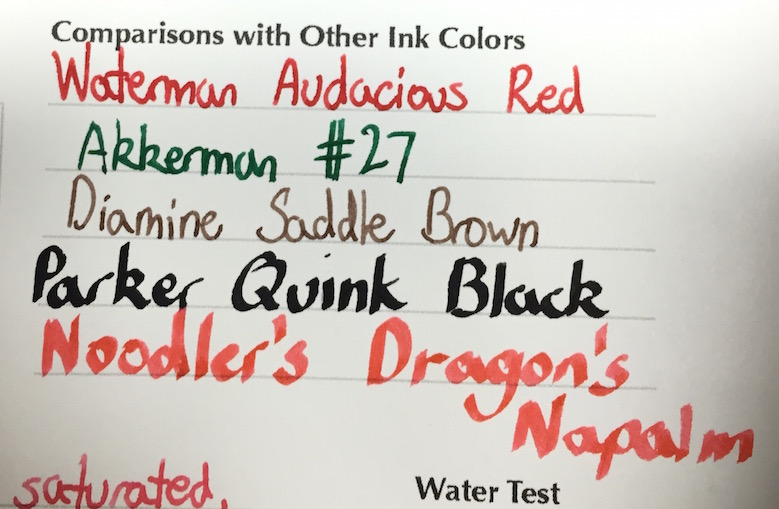 Comparisons with Other Ink Colors
Waterman Audacious Red
Akkerman #27
Diamine Saddle Brown
Parker Quink Black
Noodler's Dragon's
Napalm
saturated,
Water Test